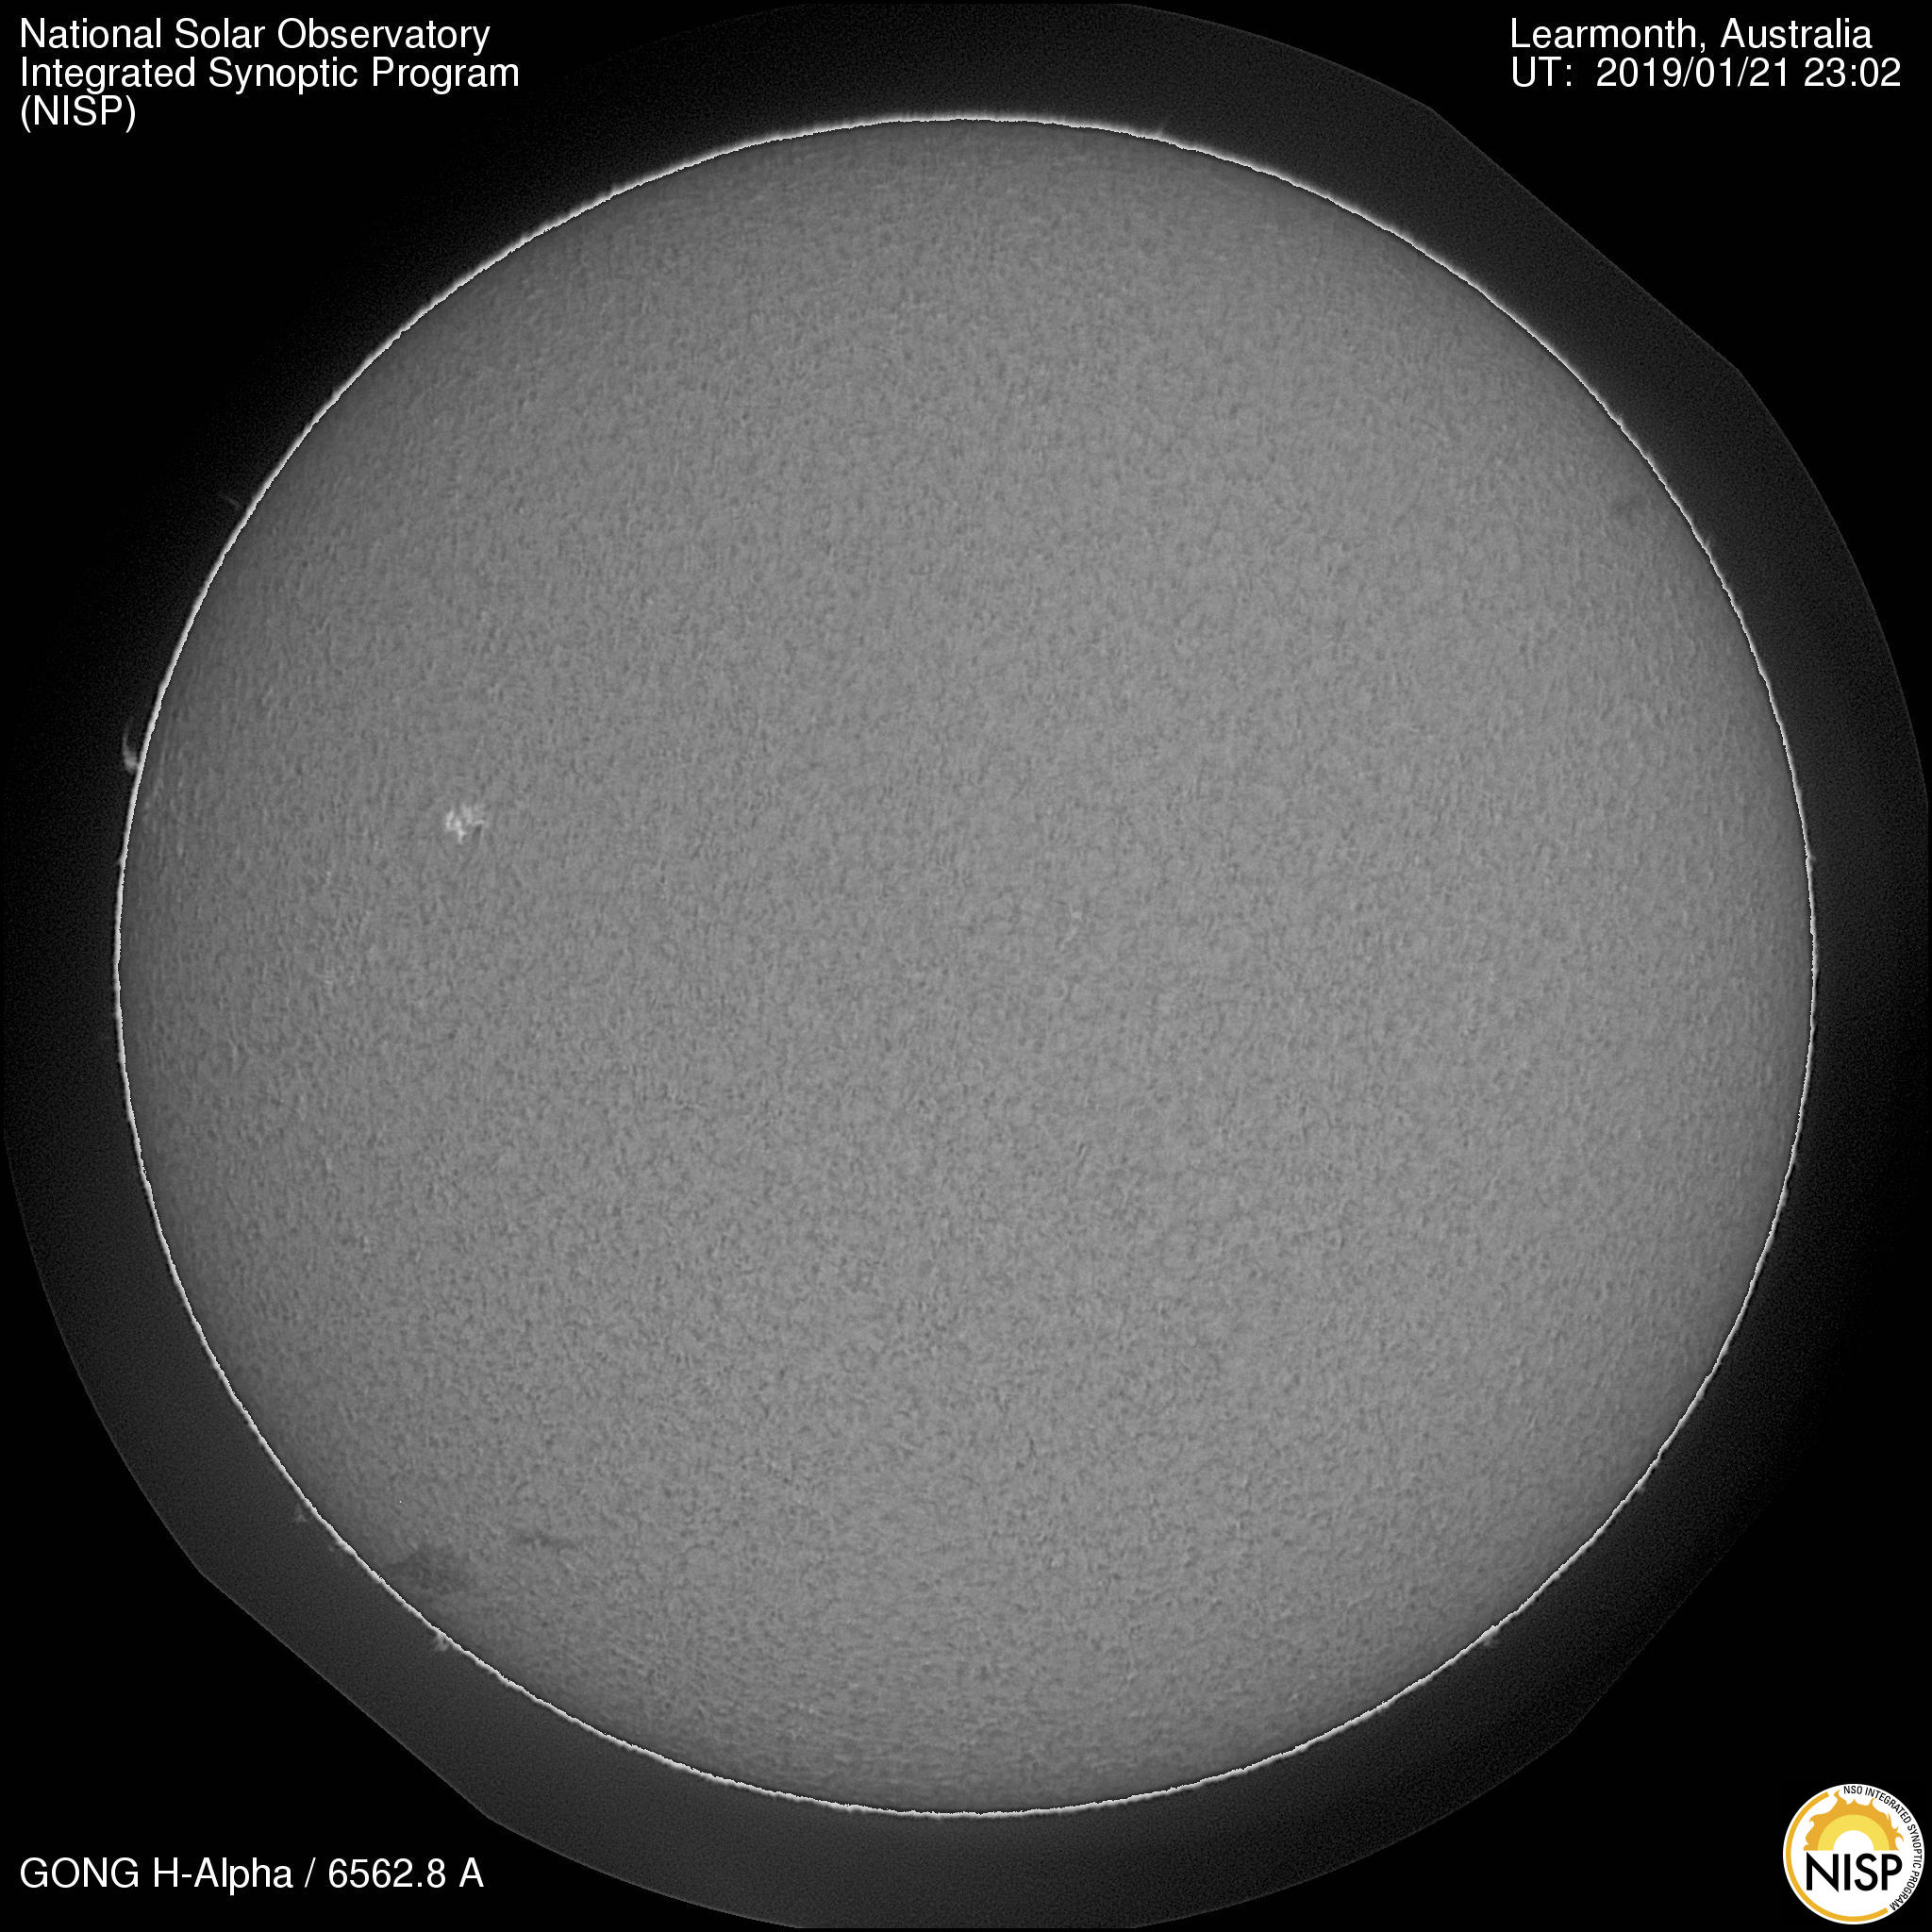 National Solar Observatory
Integrated Synoptic Program
(NISP)
Learmonth, Australia
UT: 2019/01/21 23:02
GONG H-Alpha / 6562.8 A
NSO INTEGRATED SYNOPTIC PROGRAM
NISP